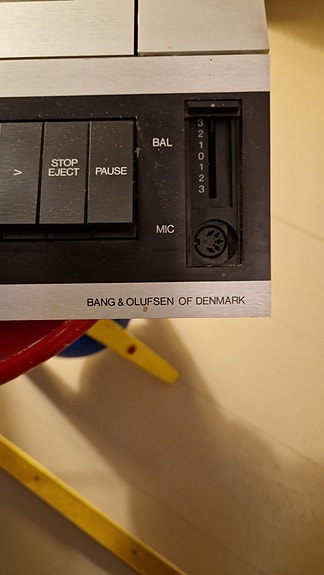 >
STOP
EJECT
PAUSE
BAL
3
2
1
0
1
2
3
MIC
BANG & OLUFSEN OF DENMARK